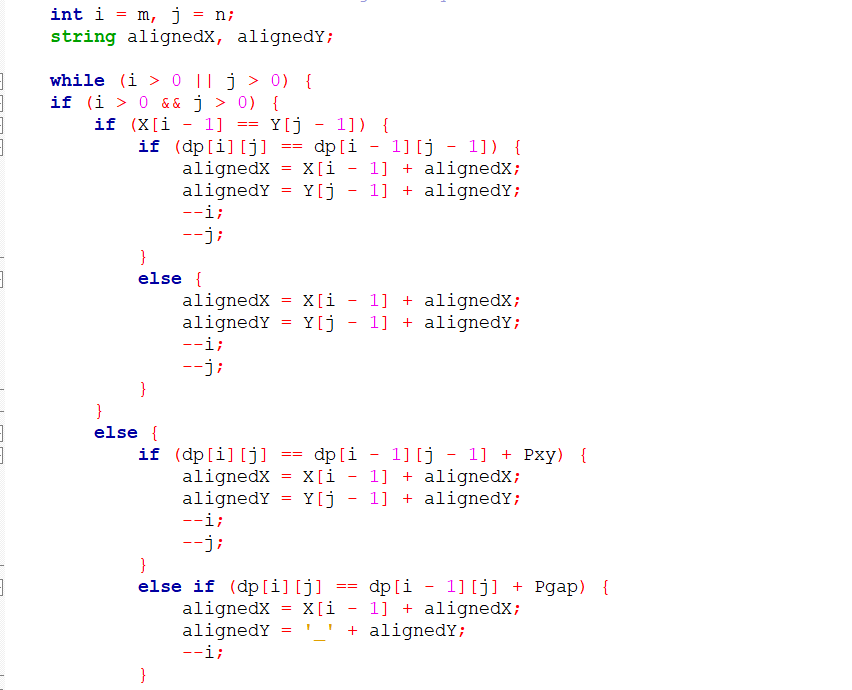 int i = m, j = n;
string alignedX, alignedY;
while (i > 0 || j > 0) {
if (i > 0 && j > 0) {
if (X[i - 1] == Y[j - 1]) {
if (dp[i][j] == dp[i - 1][j - 1]) {
alignedX = X[i - 1] + alignedX;
alignedY = Y[j - 1] + alignedY;
--i;
--j;
}
else {
alignedX = X[i - 1] + alignedX;
alignedY = Y[j - 1] + alignedY;
--i;
--j;
}
}
else {
if (dp[i][j] == dp[i - 1][j - 1] + Pxy) {
alignedX = X[i - 1] + alignedX;
alignedY = Y[j - 1] + alignedY;
--i;
--j;
}
else if (dp[i][j] == dp[i - 1][j] + Pgap) {
alignedX = X[i - 1] + alignedX;
alignedY = '_' + alignedY;
--i;
}